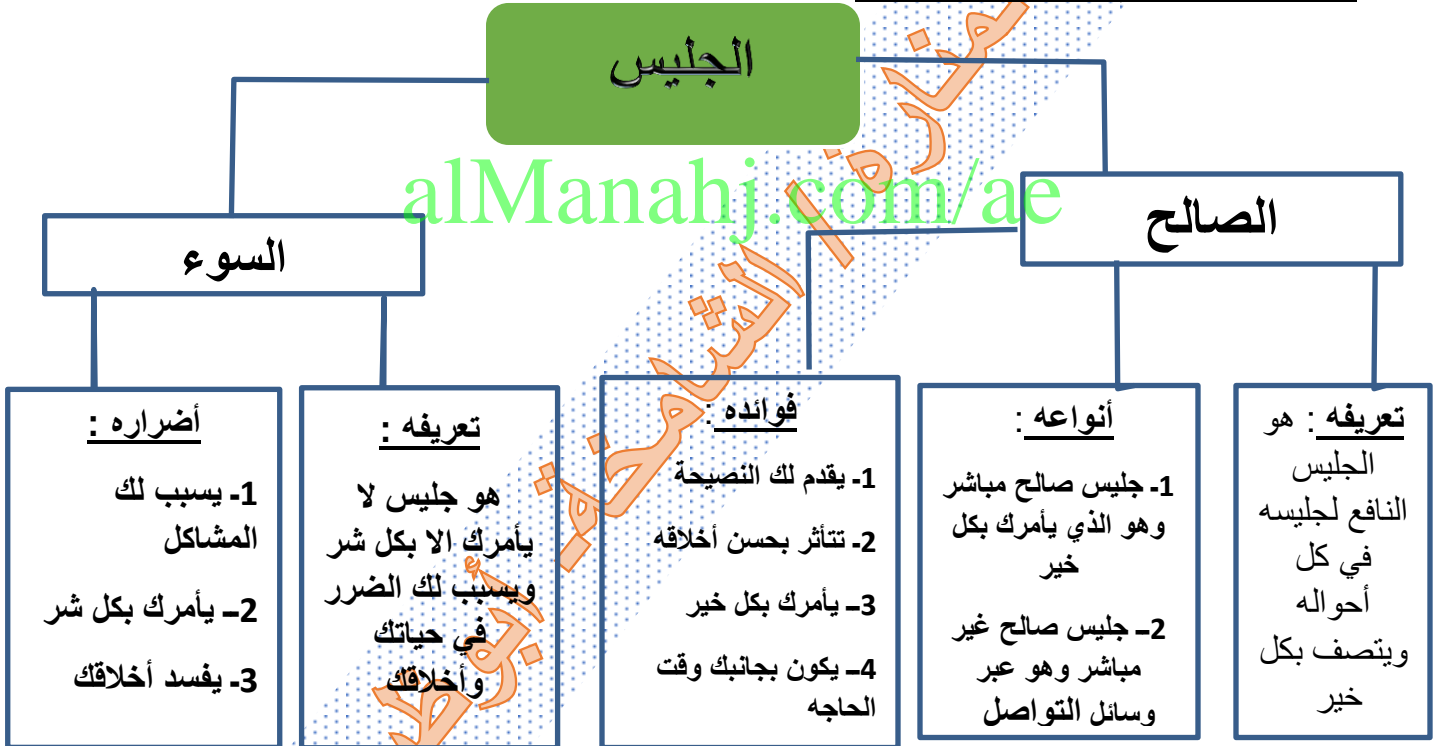 الجليس
alManahj.com/ae
الصالح
السوء
تعريفه : هو
الجليس
النافع لجليسه
في كل
أحواله
ويتصف بكل
خير
أنواعه :
1- جليس صالح مباشر
وهو الذي يأمرك بكل
خير
2- جليس صالح غير
مباشر وهو عبر
وسائل التواصل
فوائده :
1- يقدم لك النصيحة
2- تتأثر بحسن أخلاقه
3- يأمرك بكل خير
4- يكون بجانبك وقت
الحاجه
تعريفه :
هو جليس لا
يأمرك الا بكل شر
ويسبب لك الضرر
في حياتك
وأخلاقك
أضراره :
1- يسبب لك
المشاكل
2- يأمرك بكل شر
3- يفسد أخلاقك
منارة / الشامخة